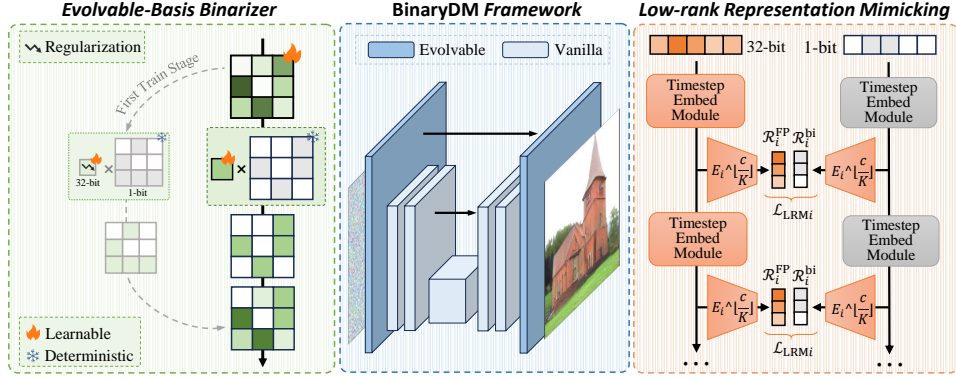 Evolvable-Basis Binarizer
Regularization
First Train Stage
×
32-bit
1-bit
×
Learnable
Deterministic
BinaryDM Framework
Evolvable
Vanilla
Low-rank Representation Mimicking
32-bit
1-bit
Timestep
Embed
Module
Timestep
Embed
Module
E_i^⌊c/K⌋
R_i^FP R_i^bi
E_i^⌊c/K⌋
L_LRMi
Timestep
Embed
Module
Timestep
Embed
Module
E_i^⌊c/K⌋
R_i^FP R_i^bi
E_i^⌊c/K⌋
L_LRMi
...
...